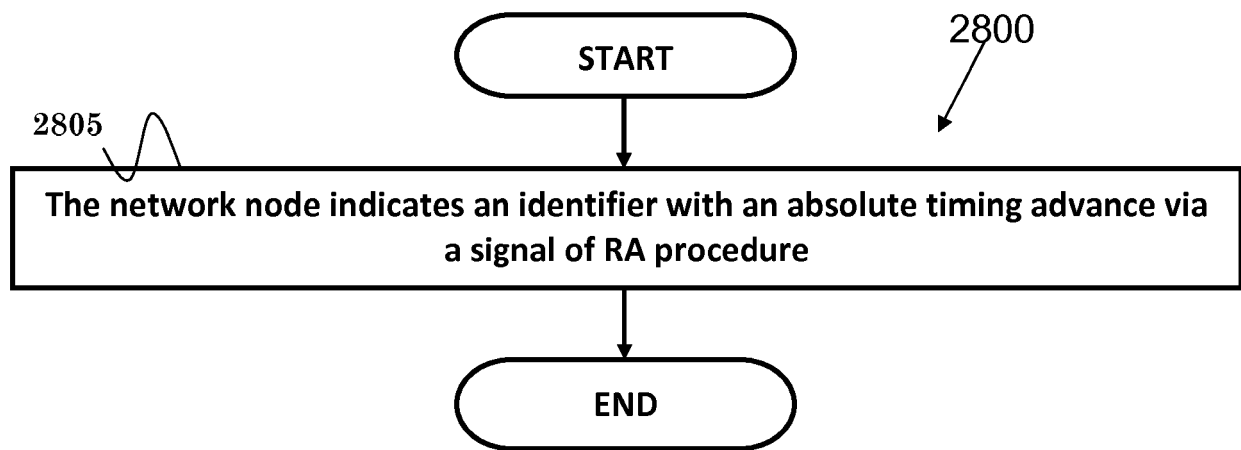 START
2800
2805
The network node indicates an identifier with an absolute timing advance via
a signal of RA procedure
END